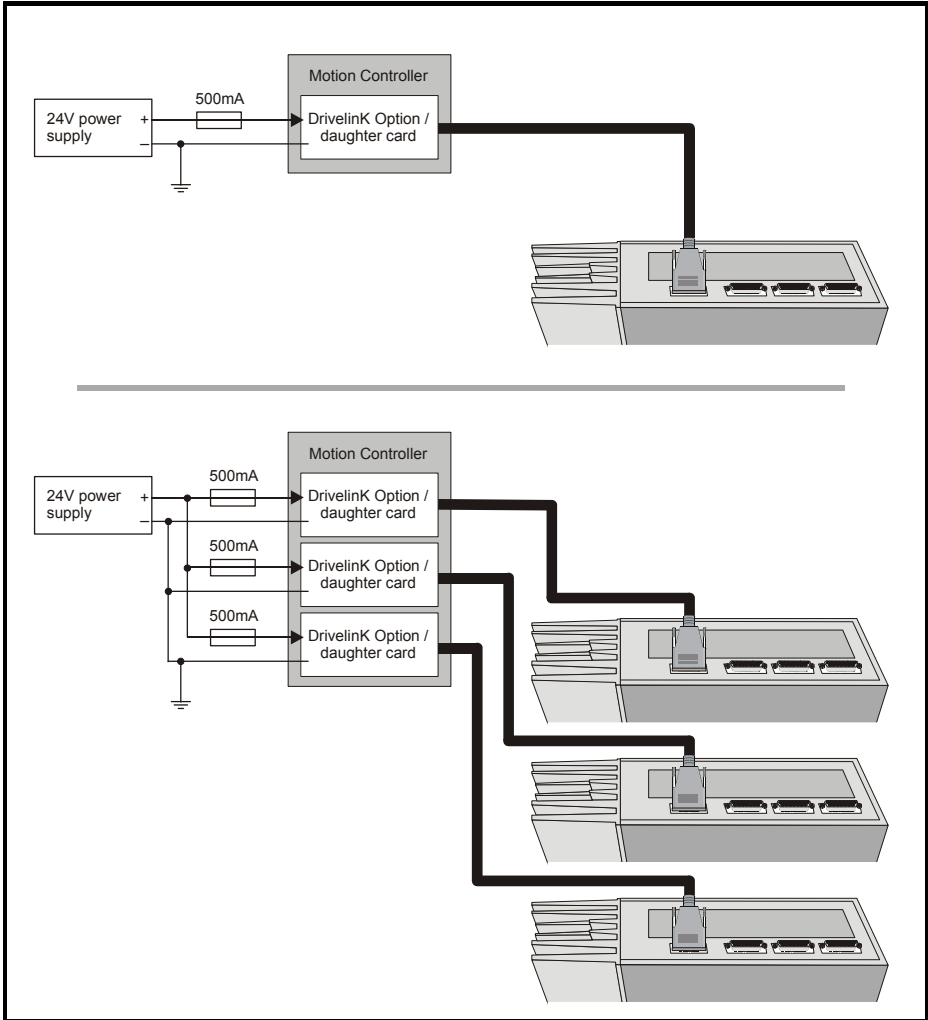 Motion Controller
500mA
24V power
supply
+
–
DrivelinK Option /
daughter card
Motion Controller
500mA
24V power
supply
+
–
DrivelinK Option /
daughter card
500mA
DrivelinK Option /
daughter card
500mA
DrivelinK Option /
daughter card